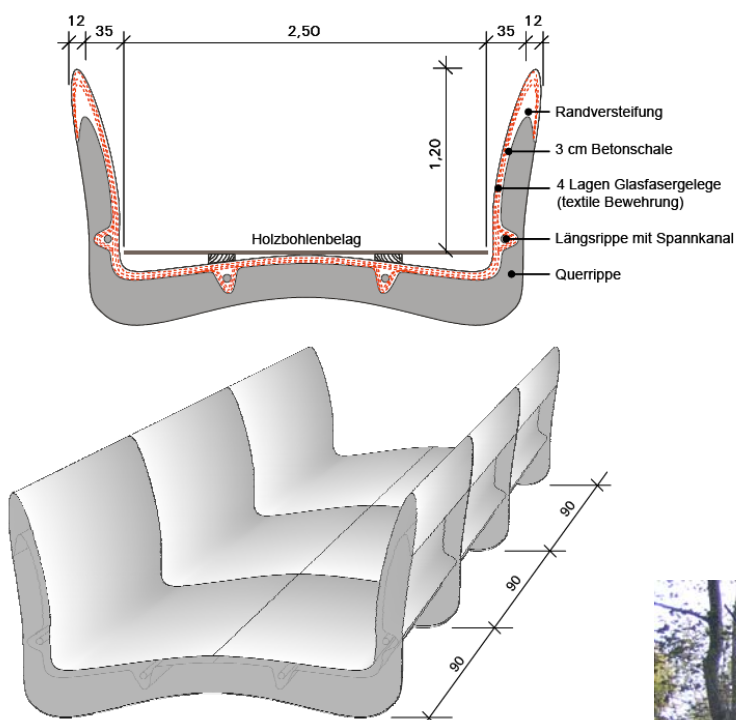 12
35
2,50
35
12
1,20
Randversteifung
3 cm Betonschale
4 Lagen Glasfasergelege
(textile Bewehrung)
Holzbohlenbelag
Längsrippe mit Spannkanal
Querrippe
90
90
90